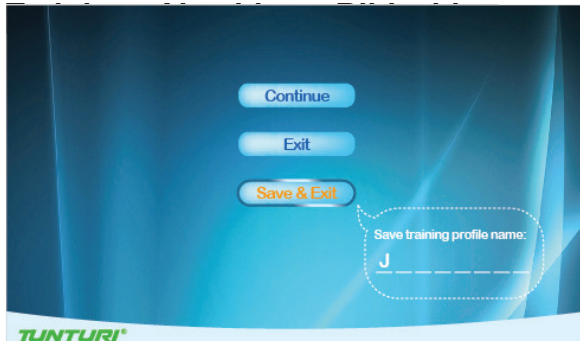 Continue
Exit
Save & Exit
Save training profile name:
J _ _ _ _ _ _ _
TUNTURI®